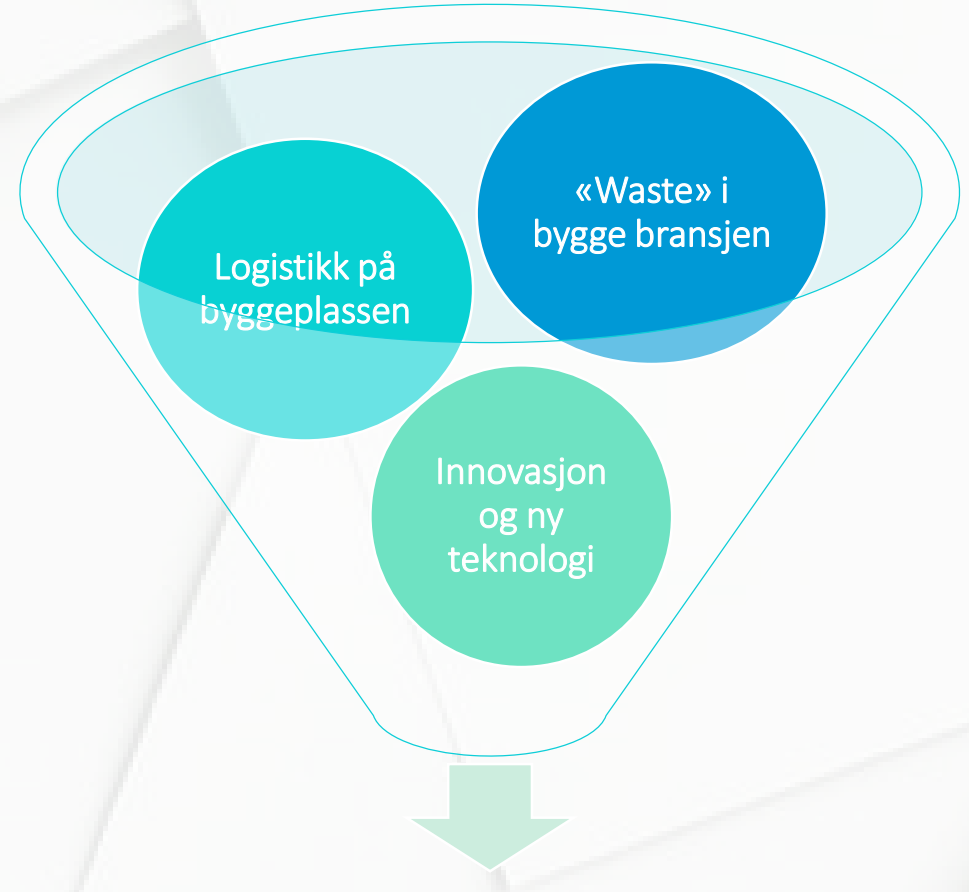 «Waste» i
bygge bransjen
Logistikk på
byggeplassen
Innovasjon
og ny
teknologi